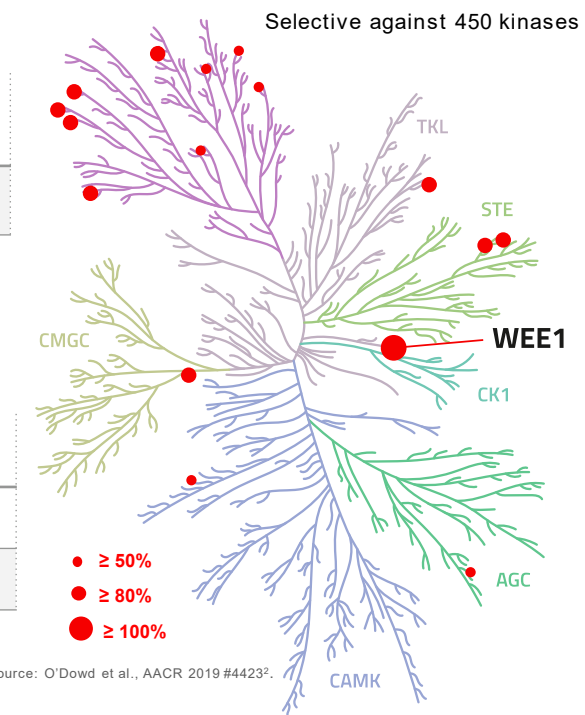 Selective against 450 kinases
TKL
STE
CMGC
WEE1
CK1
≥ 50%
≥ 80%
≥ 100%
AGC
ource: O'Dowd et al., AACR 2019 #4423².
CAMK